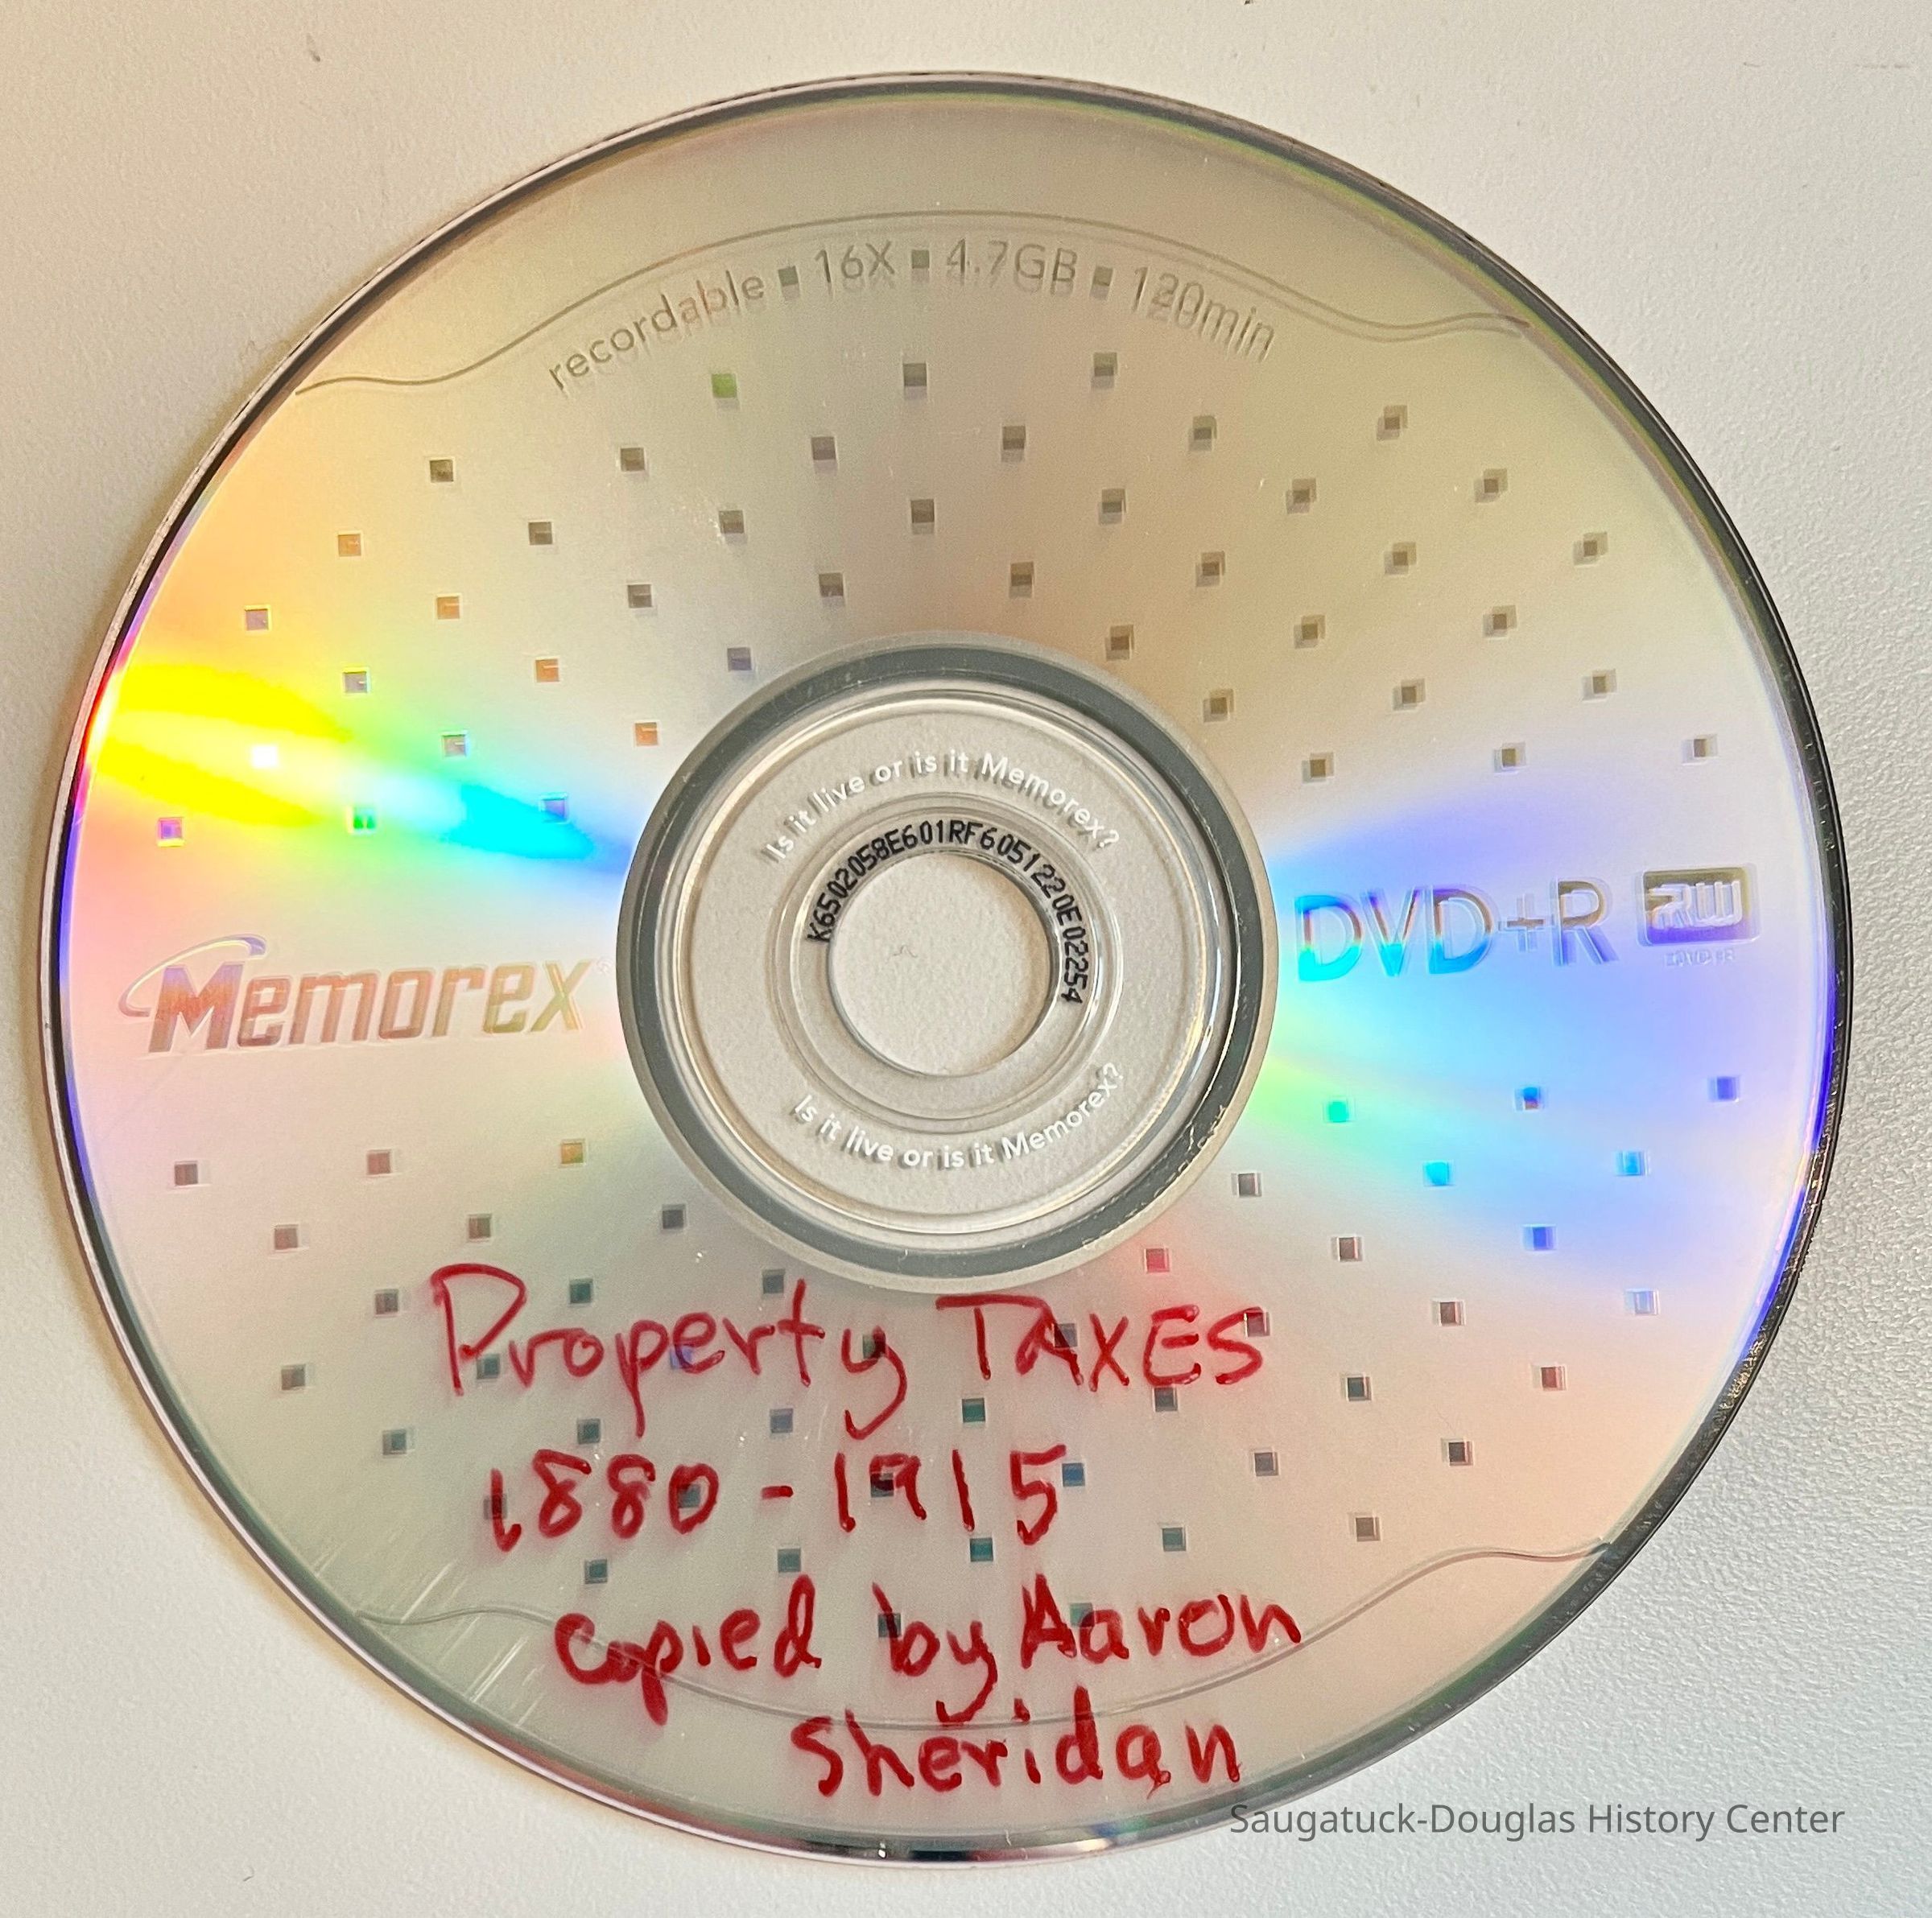 recordable ▪ 16X ▪ 4.7GB ▪ 120min
Is it live or is it Memorex?
K6502058E601RF6051220E02254
Memorex
DVD+R RW
Is it live or is it Memorex?
Property TAXES
1880 - 1915
copied by Aaron
Sheridan
Saugatuck-Douglas History Center